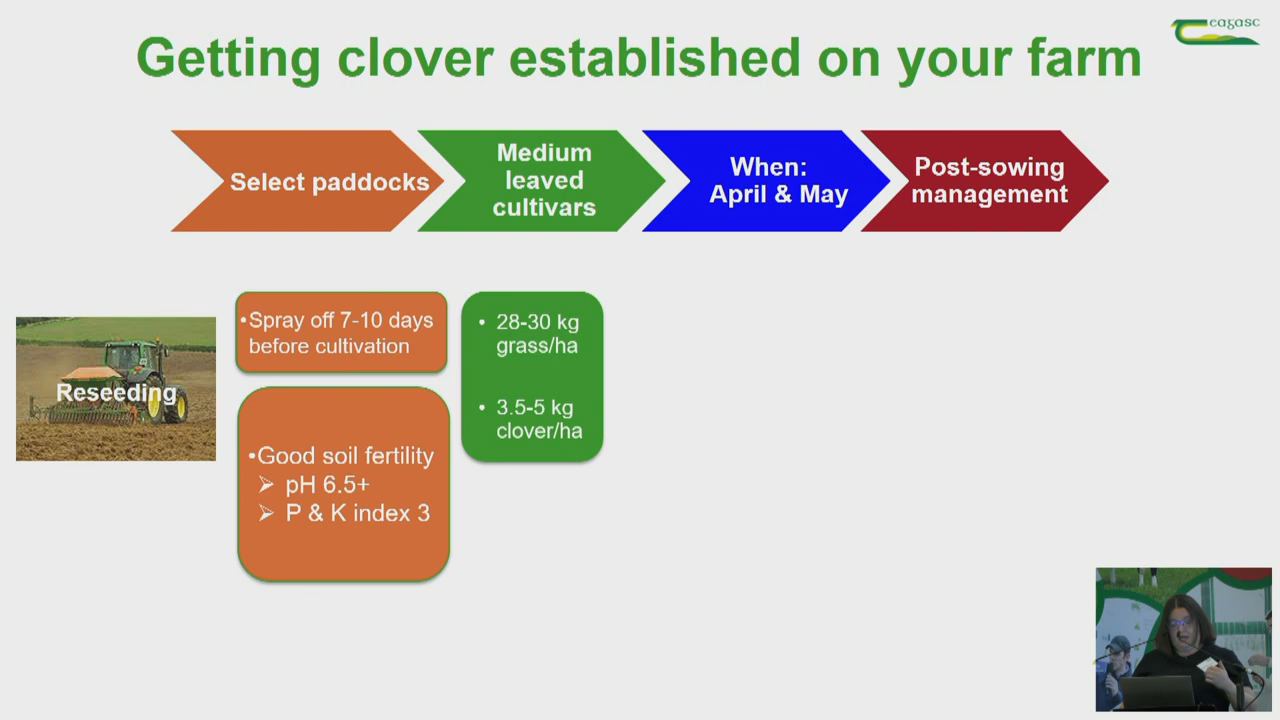 Teagasc
Getting clover established on your farm
Select paddocks
Medium
leaved
cultivars
When:
April & May
Post-sowing
management
Reseeding
•Spray off 7-10 days
before cultivation
•Good soil fertility
➢ pH 6.5+
➢ P & K index 3
• 28-30 kg
grass/ha
• 3.5-5 kg
clover/ha